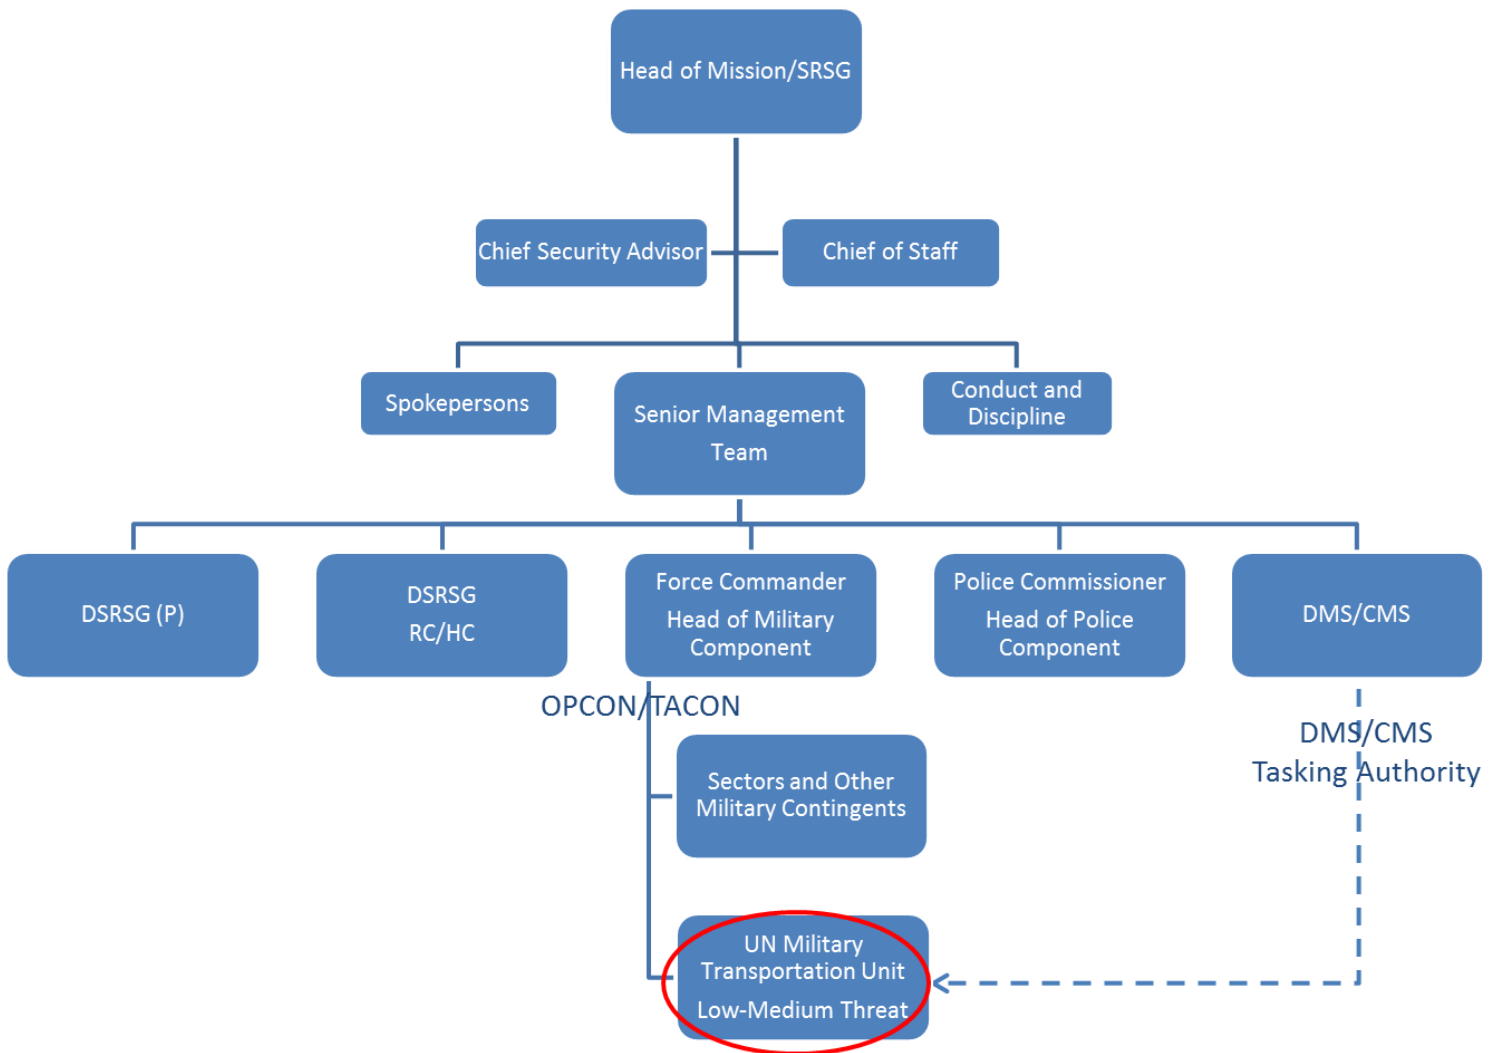 Head of Mission/SRSG
Chief Security Advisor
Chief of Staff
Spokepersons
Senior Management
Team
Conduct and
Discipline
DSRSG (P)
DSRSG
RC/HC
Force Commander
Head of Military
Component
Police Commissioner
Head of Police
Component
DMS/CMS
OPCON/TACON
DMS/CMS
Tasking Authority
Sectors and Other
Military Contingents
UN Military
Transportation Unit
Low-Medium Threat